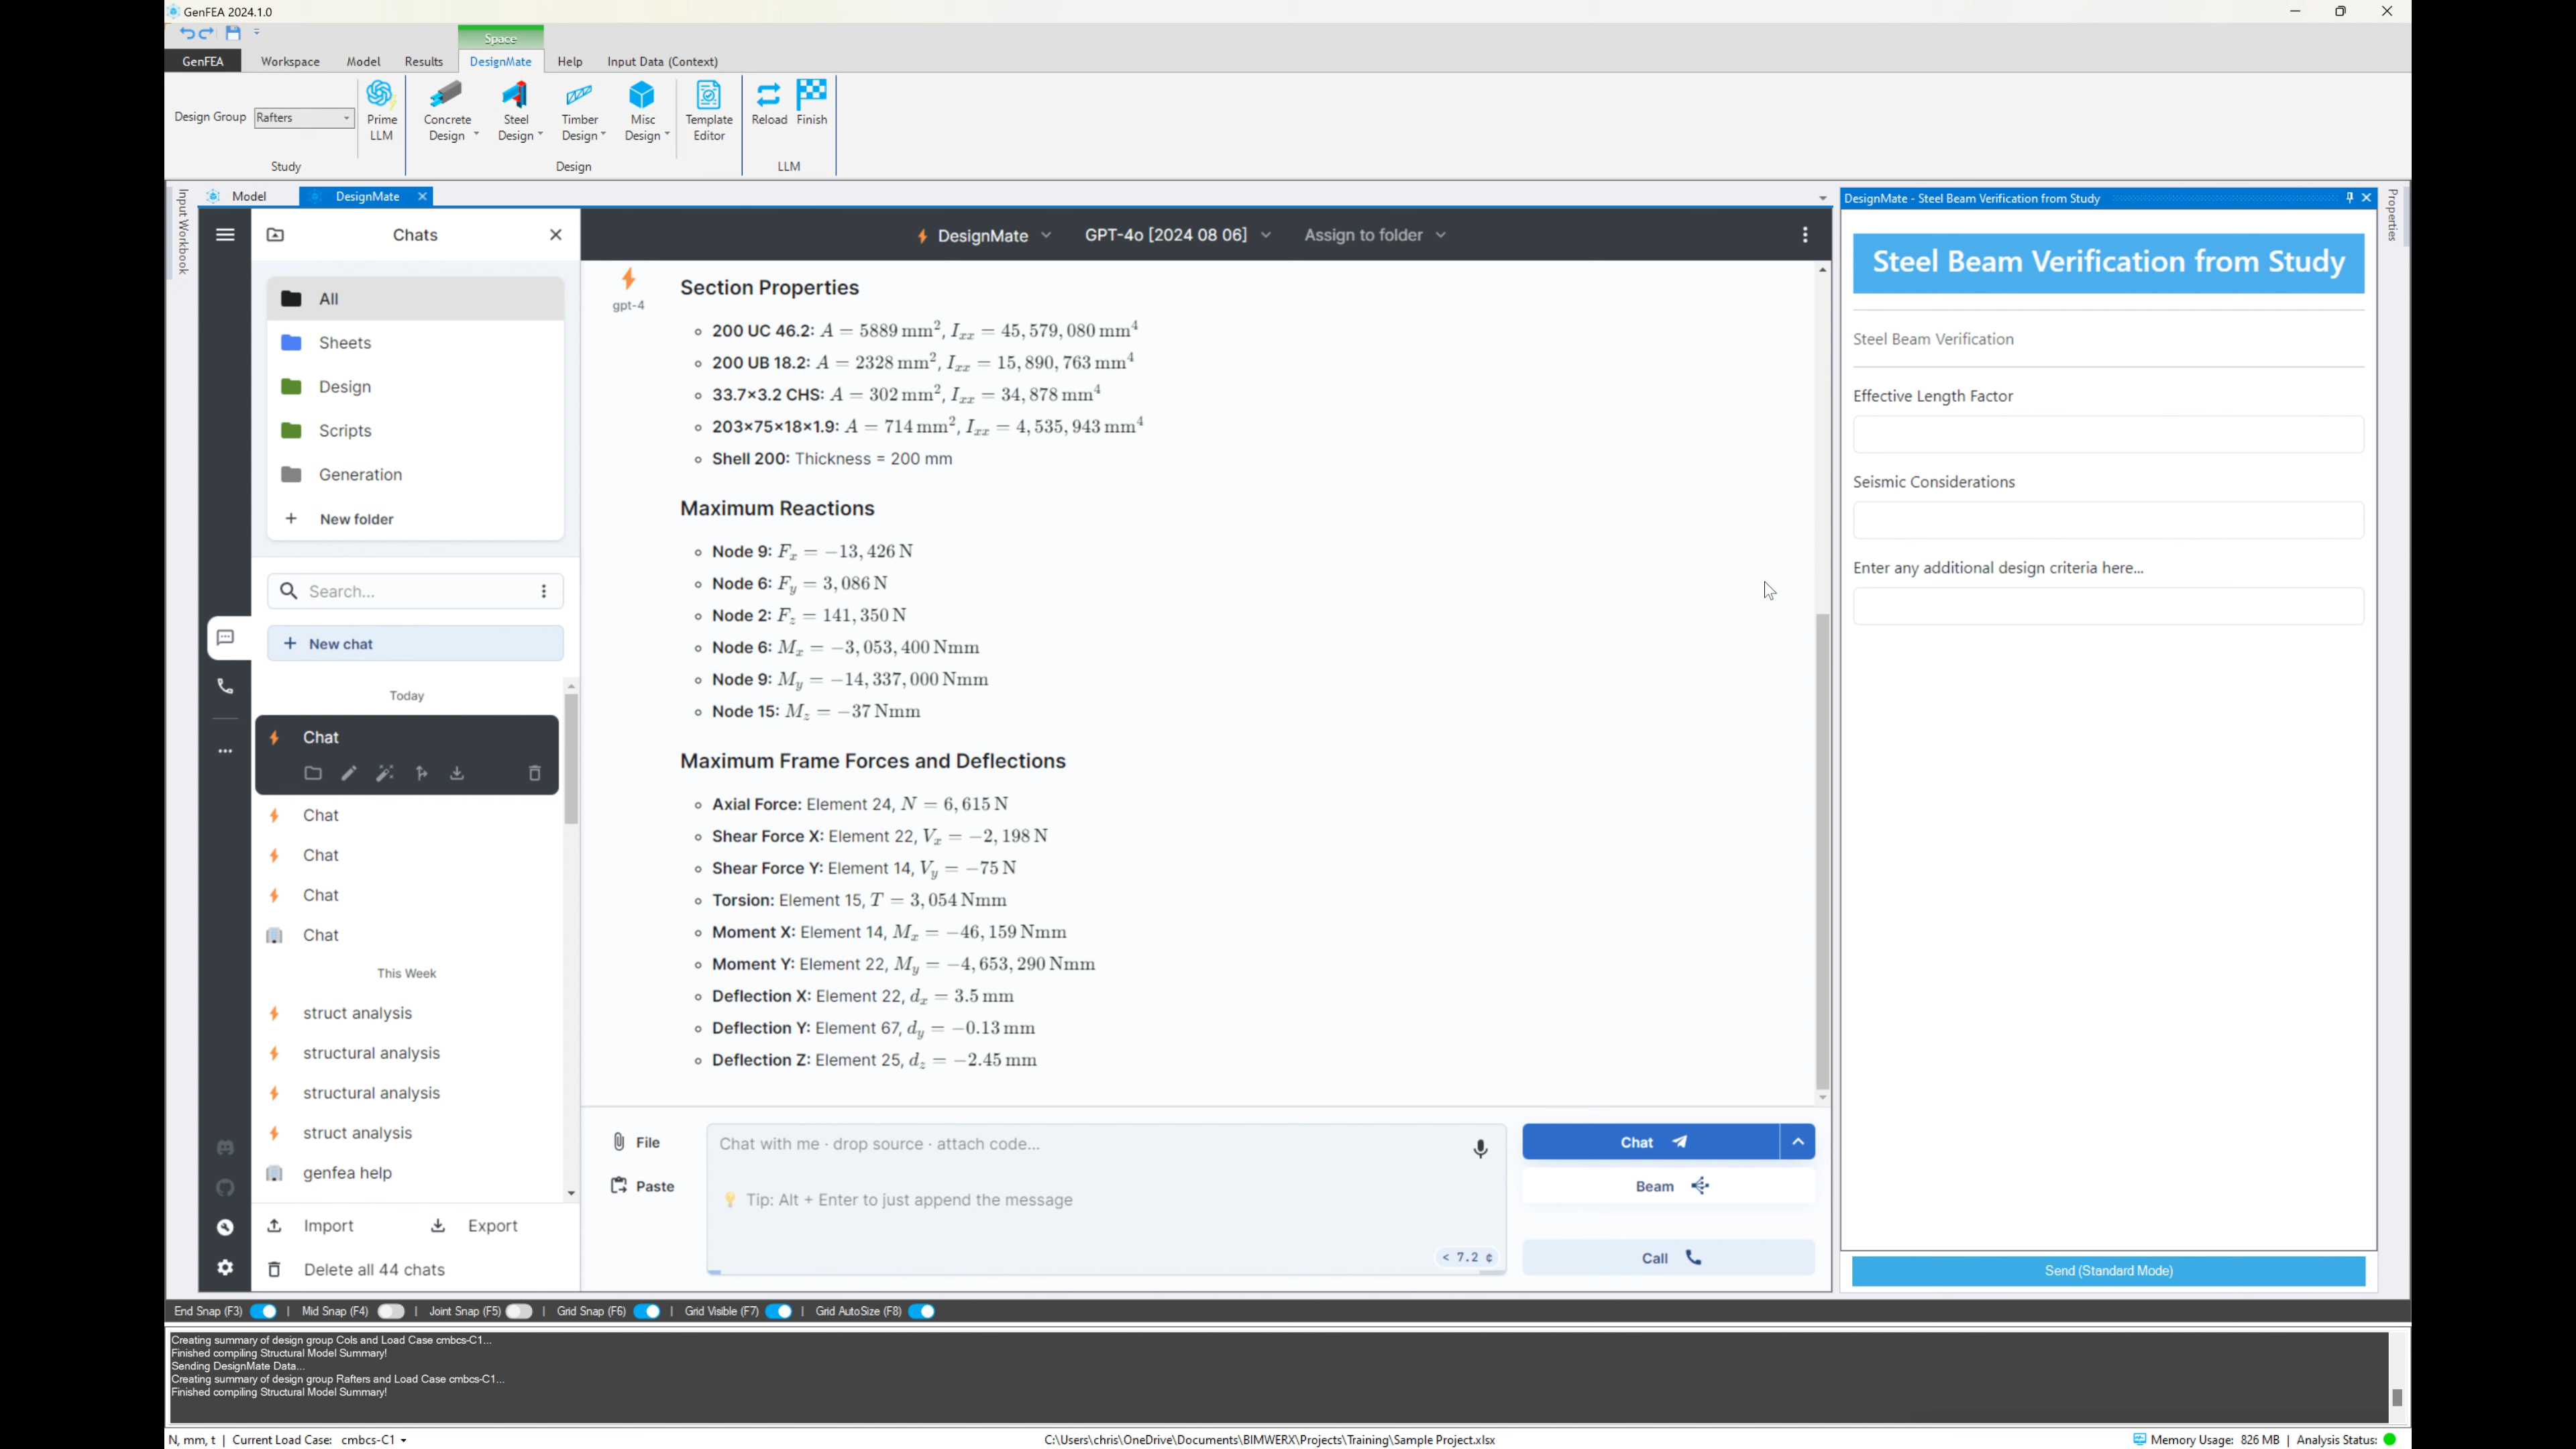 GenFEA 2024.1.0
Space
GenFEA Workspace Model Results DesignMate Help Input Data (Context)
Design Group Rafters
Prime LLM
Concrete Design
Steel Design
Timber Design
Misc Design
Template Editor
Reload
Finish
Study
Design
LLM
Input Workbook
Model
DesignMate
DesignMate - Steel Beam Verification from Study
Properties
Chats
DesignMate GPT-4o [2024 08 06] Assign to folder
All
Sheets
Design
Scripts
Generation
+ New folder
Search...
+ New chat
Today
Chat
Chat
Chat
Chat
Chat
This Week
struct analysis
structural analysis
structural analysis
struct analysis
genfea help
Import
Export
Delete all 44 chats
gpt-4
Section Properties
200 UC 46.2: A = 5889 mm², Ixx = 45,579,080 mm⁴
200 UB 18.2: A = 2328 mm², Ixx = 15,890,763 mm⁴
33.7×3.2 CHS: A = 302 mm², Ixx = 34,878 mm⁴
203×75×18×1.9: A = 714 mm², Ixx = 4,535,943 mm⁴
Shell 200: Thickness = 200 mm
Maximum Reactions
Node 9: Fx = −13,426 N
Node 6: Fy = 3,086 N
Node 2: Fz = 141,350 N
Node 6: Mx = −3,053,400 Nmm
Node 9: My = −14,337,000 Nmm
Node 15: Mz = −37 Nmm
Maximum Frame Forces and Deflections
Axial Force: Element 24, N = 6,615 N
Shear Force X: Element 22, Vx = −2,198 N
Shear Force Y: Element 14, Vy = −75 N
Torsion: Element 15, T = 3,054 Nmm
Moment X: Element 14, Mx = −46,159 Nmm
Moment Y: Element 22, My = −4,653,290 Nmm
Deflection X: Element 22, dx = 3.5 mm
Deflection Y: Element 67, dy = −0.13 mm
Deflection Z: Element 25, dz = −2.45 mm
File
Paste
Chat with me · drop source · attach code...
Tip: Alt + Enter to just append the message
< 7.2 ¢
Chat
Beam
Call
Steel Beam Verification from Study
Steel Beam Verification
Effective Length Factor
Seismic Considerations
Enter any additional design criteria here...
Send (Standard Mode)
End Snap (F3) | Mid Snap (F4) | Joint Snap (F5) | Grid Snap (F6) | Grid Visible (F7) | Grid AutoSize (F8)
Creating summary of design group Cols and Load Case cmbcs-C1...
Finished compiling Structural Model Summary!
Sending DesignMate Data...
Creating summary of design group Rafters and Load Case cmbcs-C1...
Finished compiling Structural Model Summary!
N, mm, t | Current Load Case: cmbcs-C1
C:\Users\chris\OneDrive\Documents\BIMWERX\Projects\Training\Sample Project.xlsx
Memory Usage: 826 MB | Analysis Status: